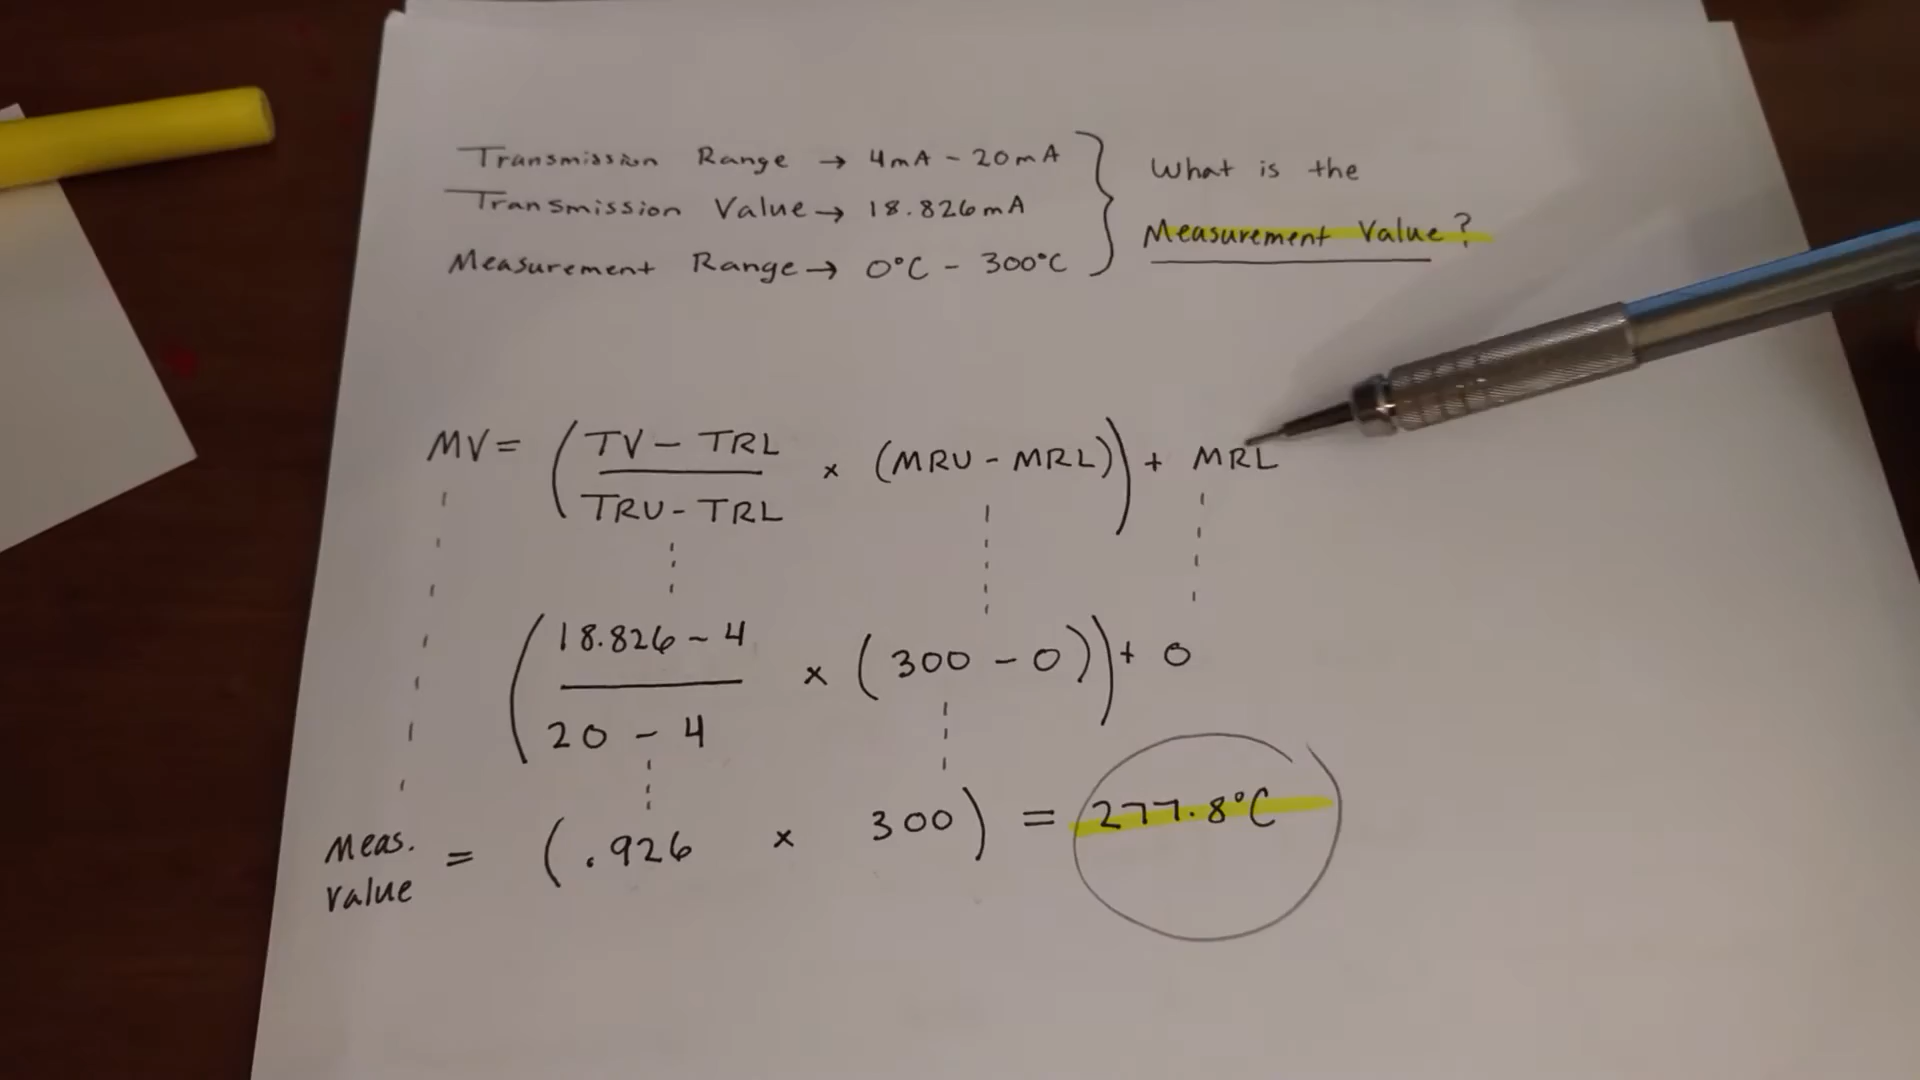 Transmission Range → 4mA - 20mA
Transmission Value → 18.826mA
Measurement Range → 0°C - 300°C
What is the
Measurement Value?
MV = (TV - TRL / TRU - TRL × (MRU - MRL)) + MRL
(18.826 - 4 / 20 - 4 × (300 - 0)) + 0
Meas. value = (.926 × 300) = 277.8°C